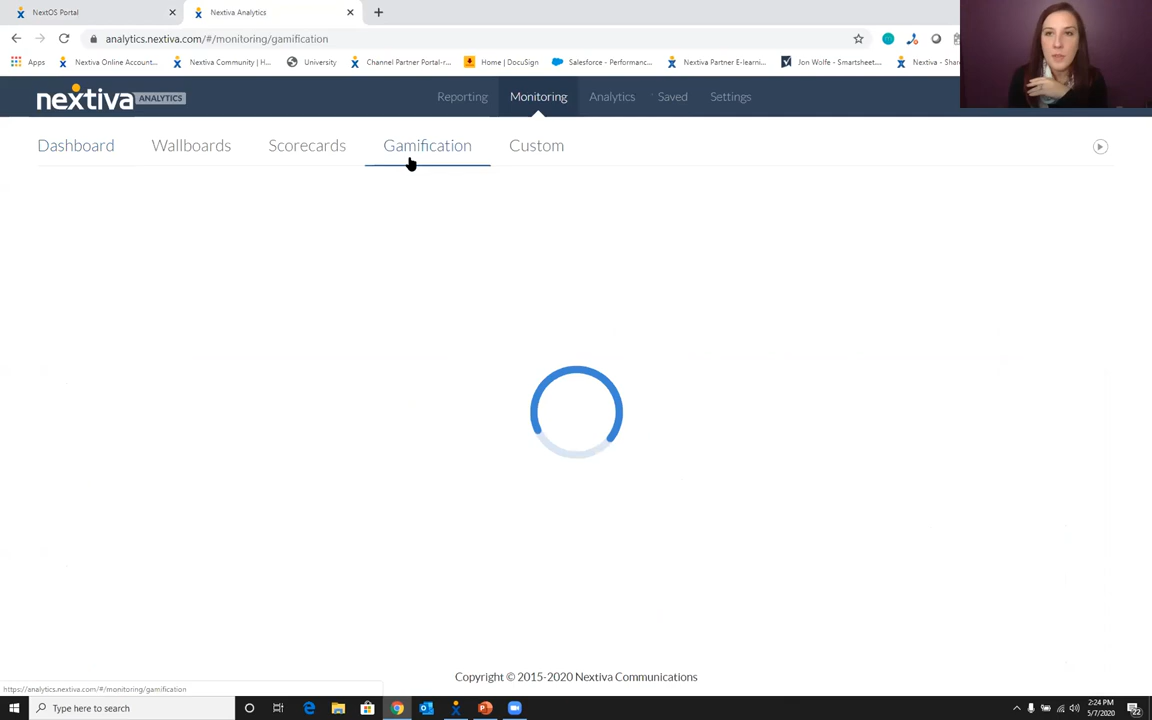 NextOS Portal
Nextiva Analytics
analytics.nextiva.com/#/monitoring/gamification
Apps
Nextiva Online Account...
Nextiva Community | H...
University
Channel Partner Portal-r...
Home | DocuSign
Salesforce - Performanc...
Nextiva Partner E-learni...
Jon Wolfe - Smartsheet...
Nextiva - Shar
nextiva ANALYTICS
Reporting
Monitoring
Analytics
Saved
Settings
Dashboard
Wallboards
Scorecards
Gamification
Custom
Copyright © 2015-2020 Nextiva Communications
https://analytics.nextiva.com/#/monitoring/gamification
Type here to search
2:24 PM
5/7/2020
22